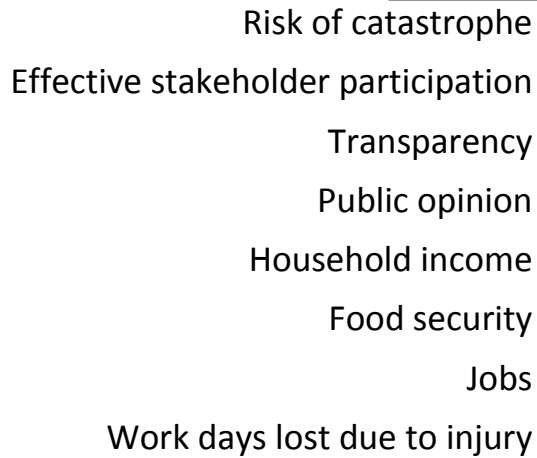 Risk of catastrophe
Effective stakeholder participation
Transparency
Public opinion
Household income
Food security
Jobs
Work days lost due to injury